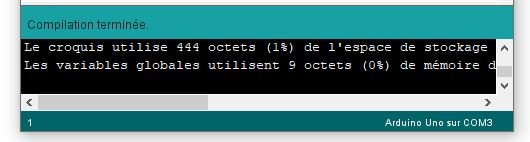 Compilation terminée.
Le croquis utilise 444 octets (1%) de l'espace de stockage
Les variables globales utilisent 9 octets (0%) de mémoire d
1
Arduino Uno sur COM3